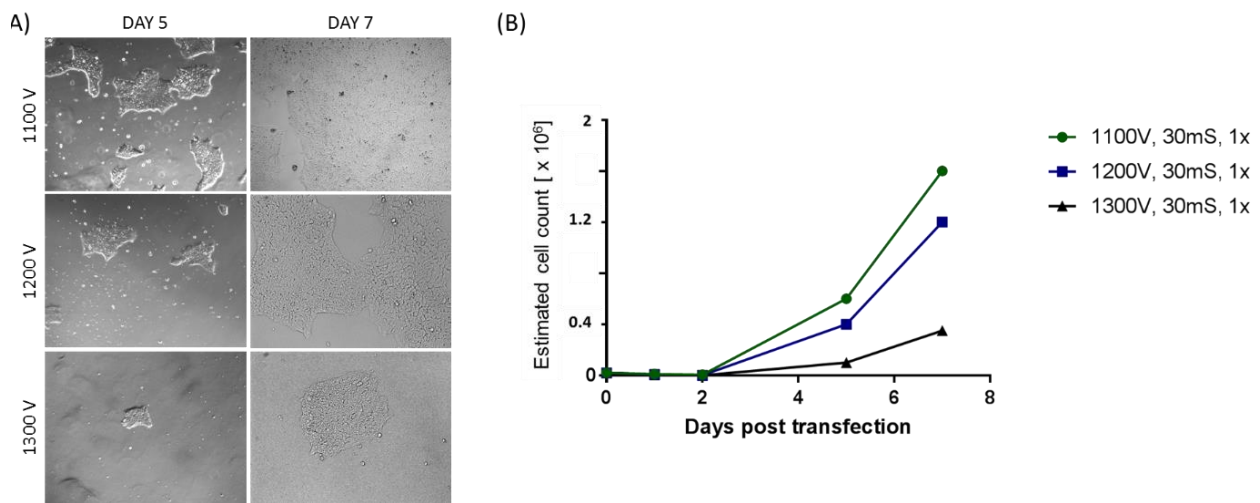 A)
DAY 5
DAY 7
1100 V
1200 V
1300 V
(B)
Estimated cell count [ x 10⁶]
2
1.2
0.4
0
0
2
4
6
8
Days post transfection
1100V, 30mS, 1x
1200V, 30mS, 1x
1300V, 30mS, 1x